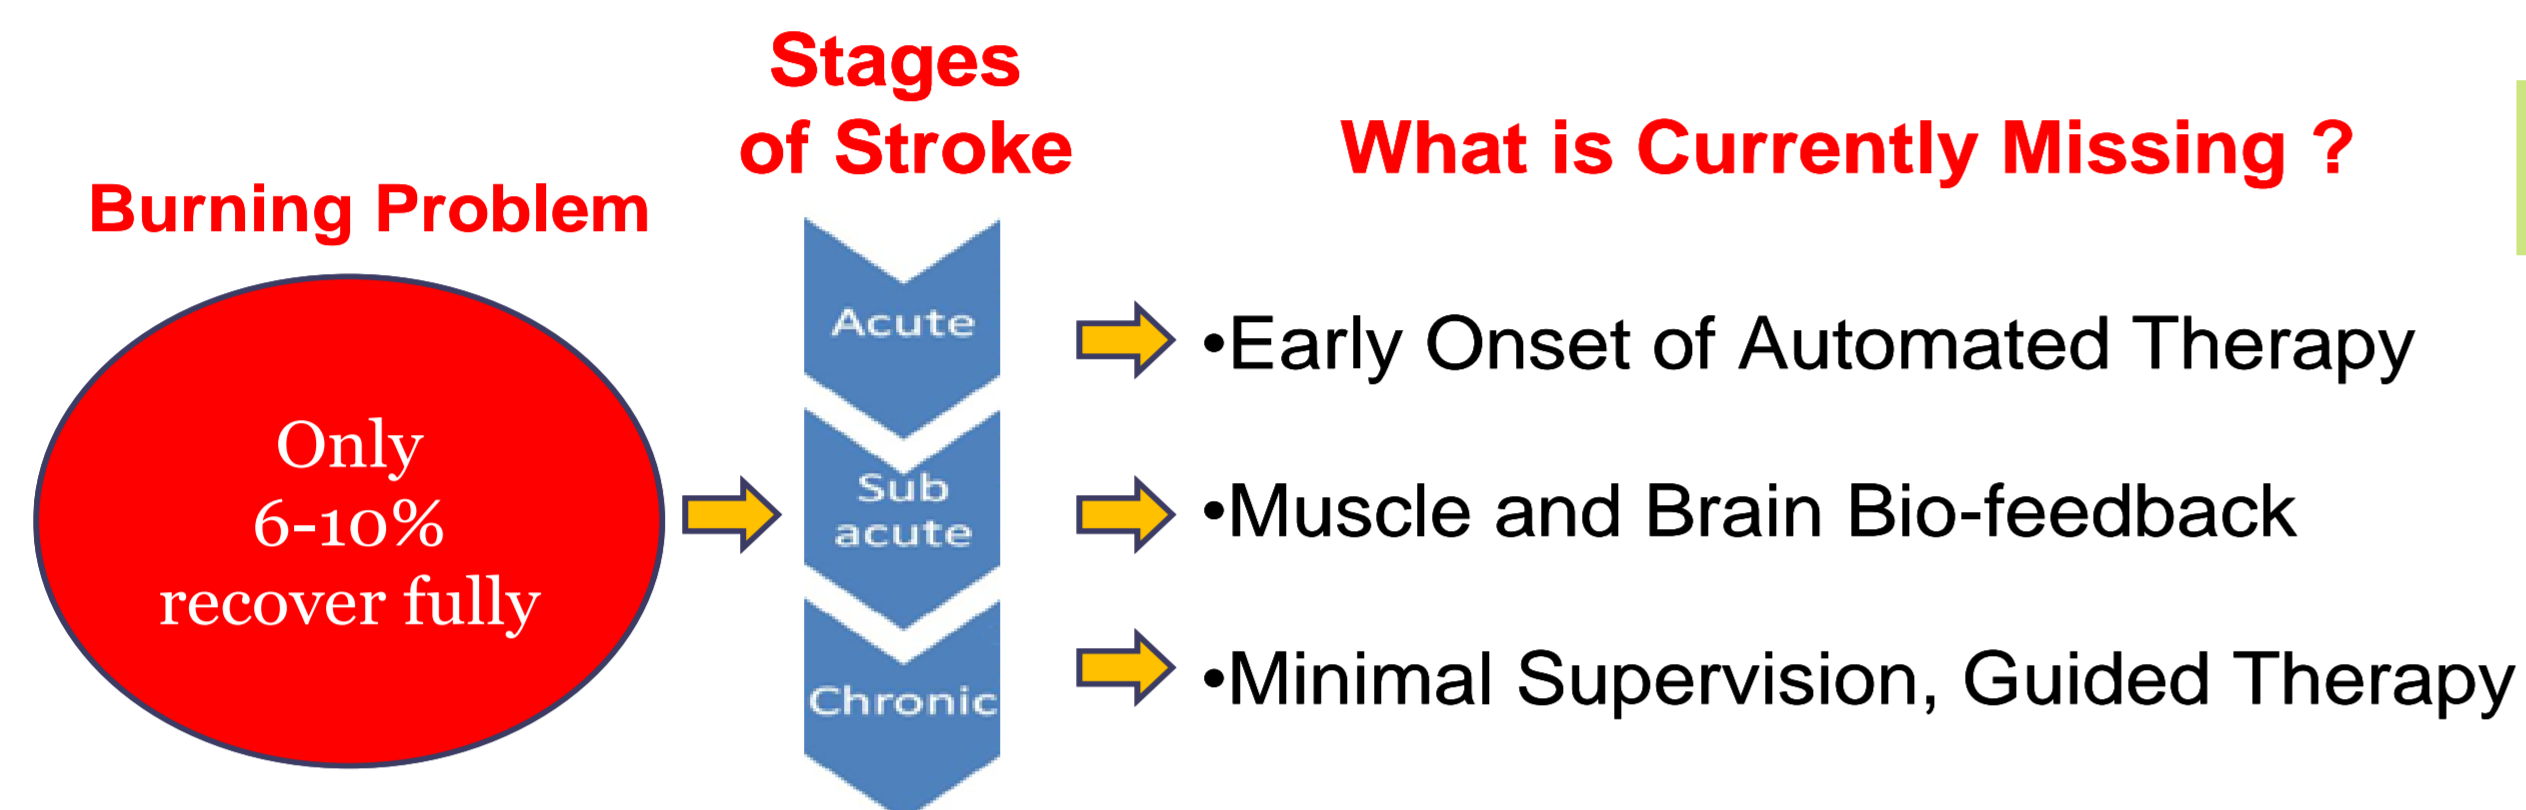 Burning Problem
Only
6-10%
recover fully
Stages
of Stroke
Acute
Sub
acute
Chronic
What is Currently Missing ?
•Early Onset of Automated Therapy
•Muscle and Brain Bio-feedback
•Minimal Supervision, Guided Therapy